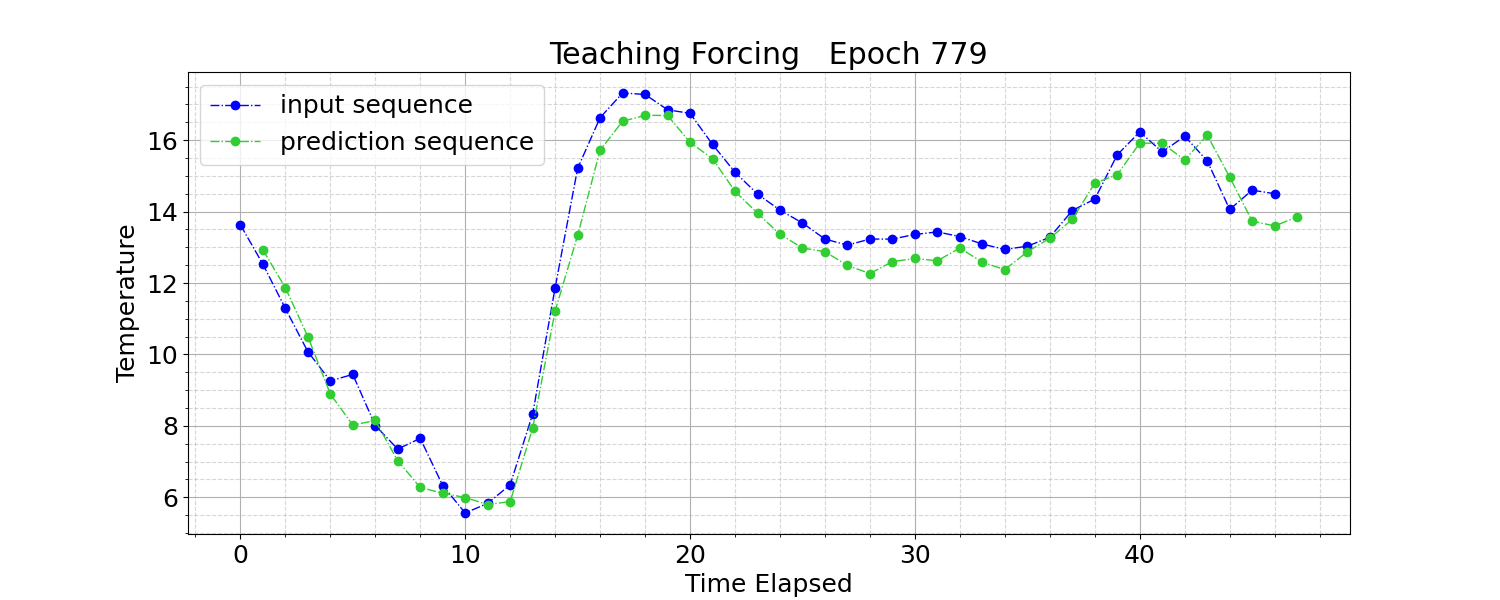 Teaching Forcing   Epoch 779
input sequence
prediction sequence
16
14
12
10
8
6
Temperature
0 10 20 30 40
Time Elapsed